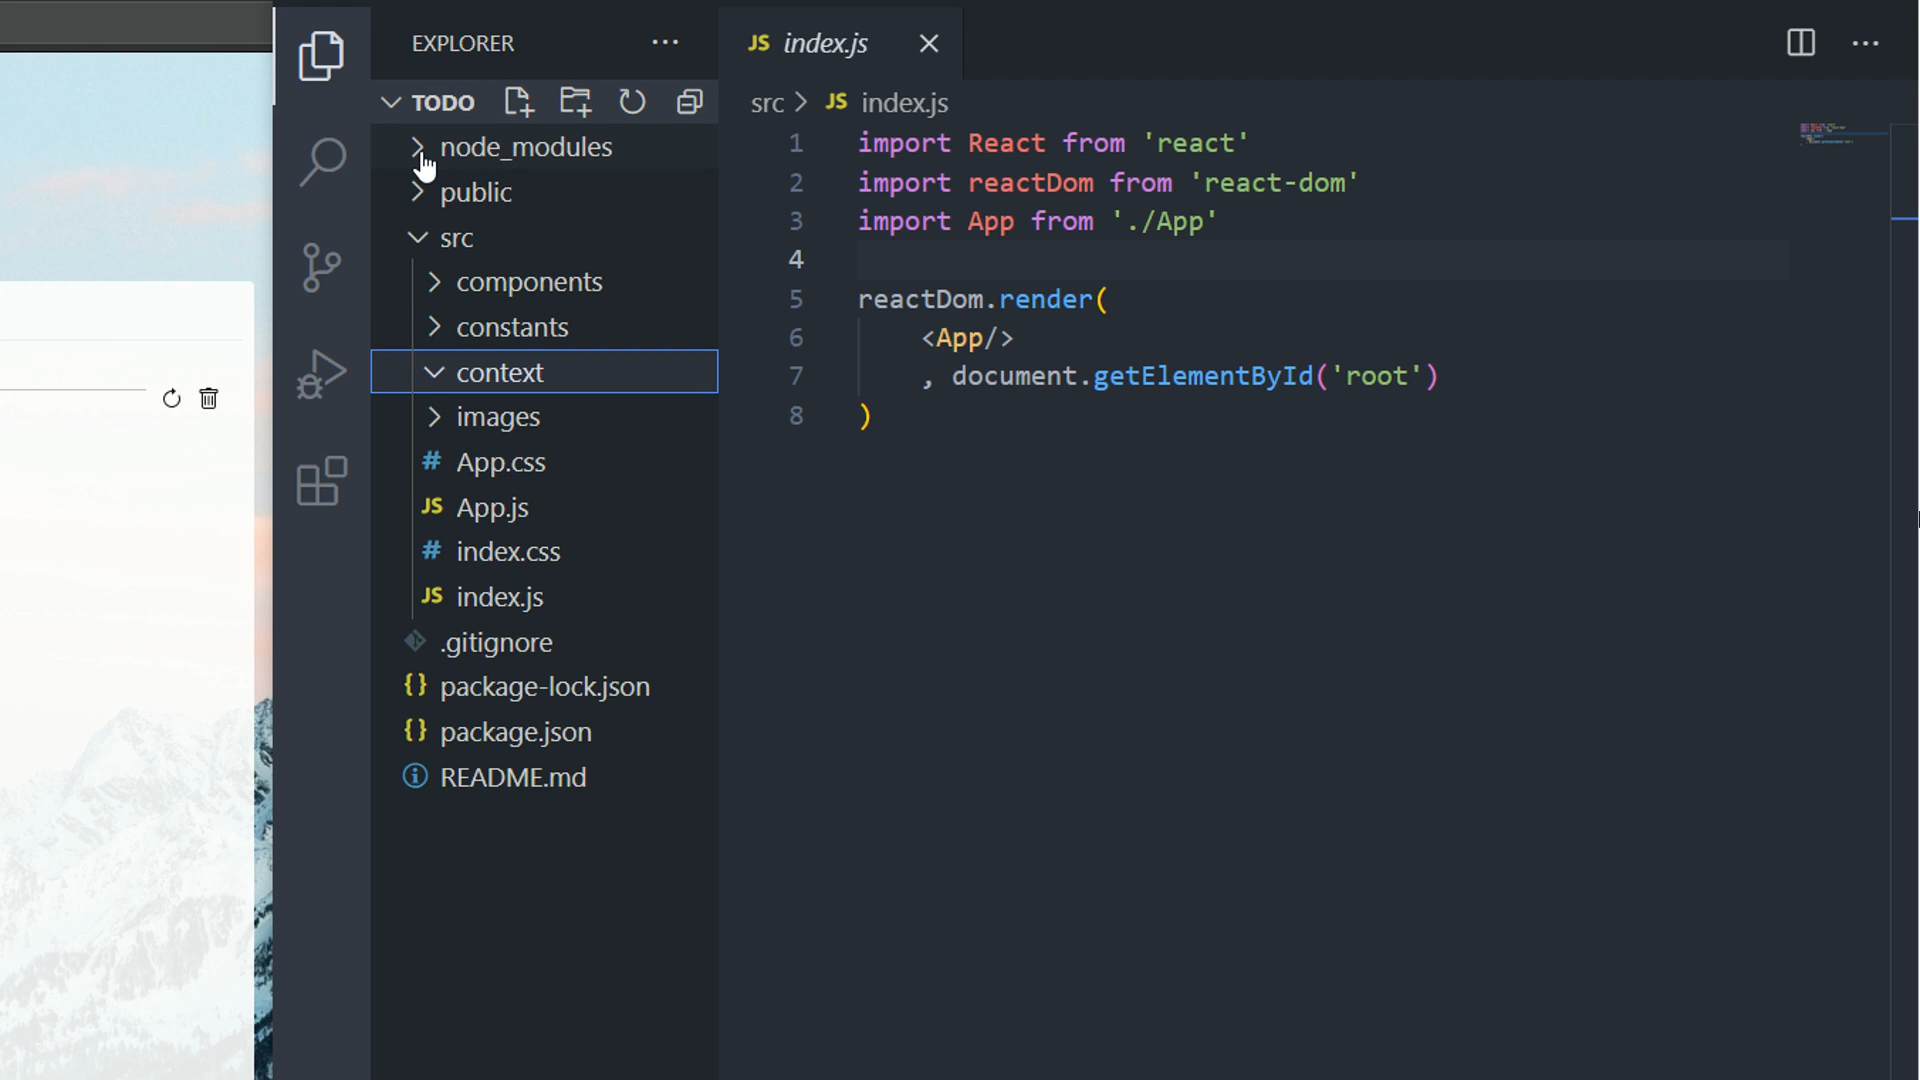 EXPLORER
TODO
node_modules
public
src
components
constants
context
images
# App.css
JS App.js
# index.css
JS index.js
.gitignore
{} package-lock.json
{} package.json
README.md
JS index.js
src > JS index.js
1 import React from 'react'
2 import reactDom from 'react-dom'
3 import App from './App'
4
5 reactDom.render(
6 <App/>
7 , document.getElementById('root')
8 )